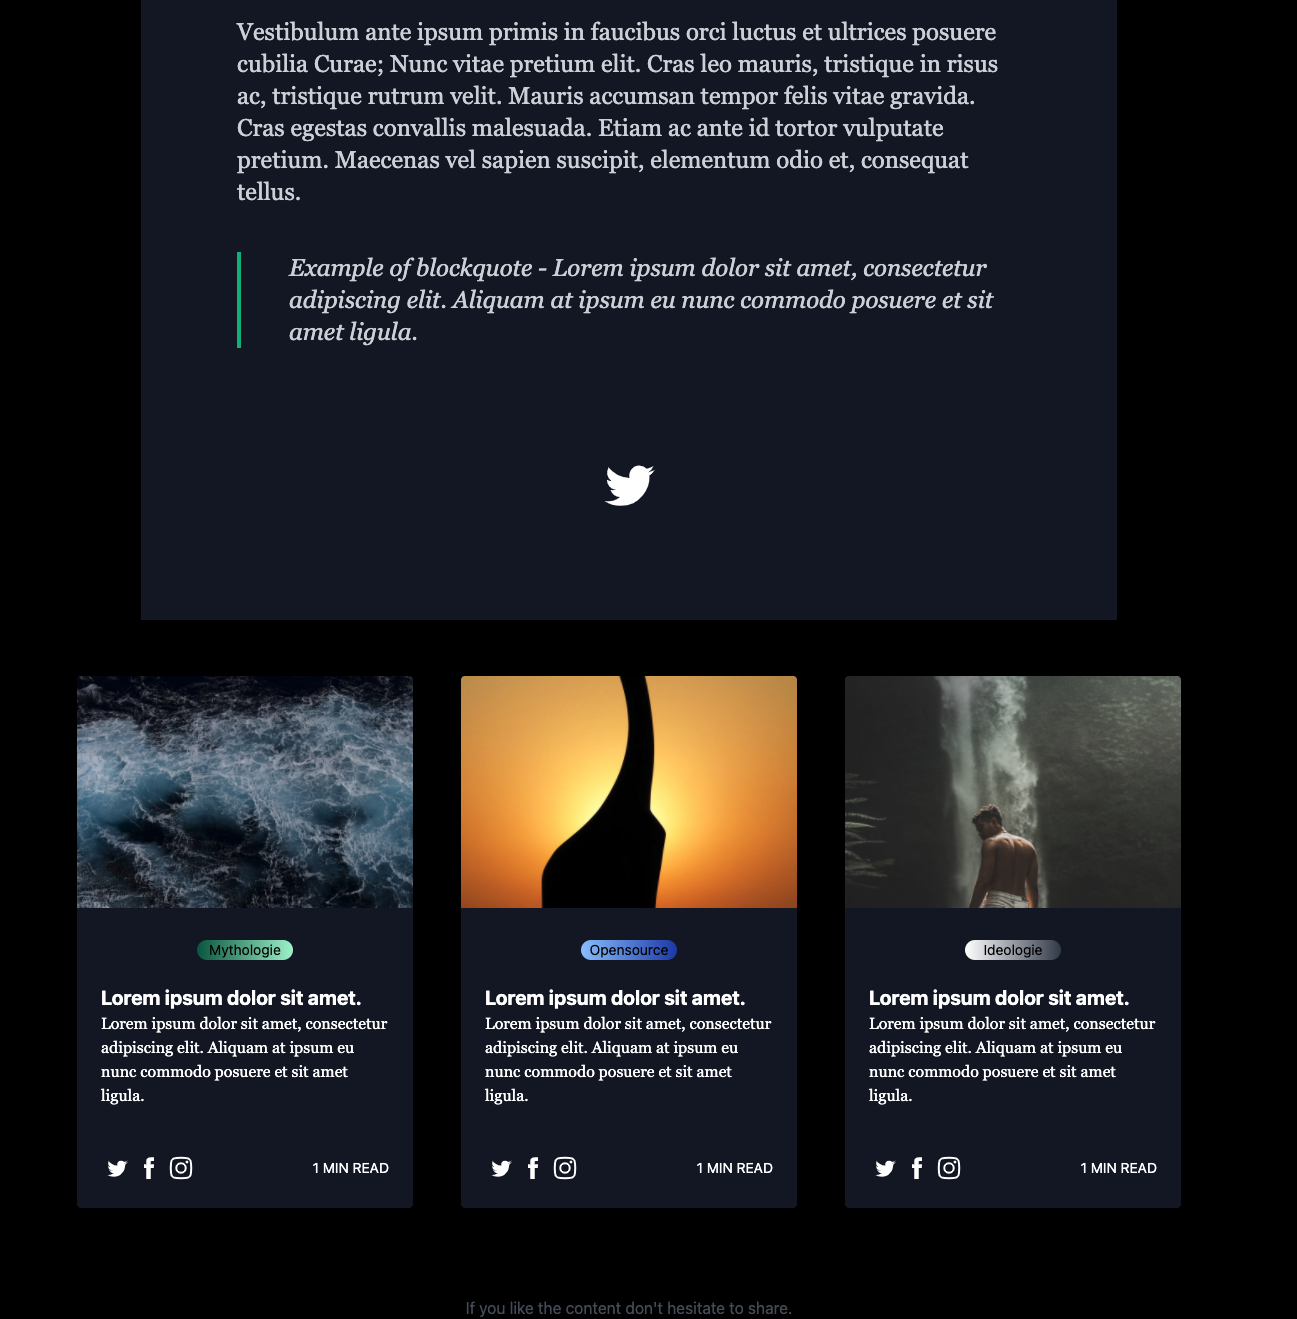 Vestibulum ante ipsum primis in faucibus orci luctus et ultrices posuere
cubilia Curae; Nunc vitae pretium elit. Cras leo mauris, tristique in risus
ac, tristique rutrum velit. Mauris accumsan tempor felis vitae gravida.
Cras egestas convallis malesuada. Etiam ac ante id tortor vulputate
pretium. Maecenas vel sapien suscipit, elementum odio et, consequat
tellus.
Example of blockquote - Lorem ipsum dolor sit amet, consectetur
adipiscing elit. Aliquam at ipsum eu nunc commodo posuere et sit
amet ligula.
Mythologie
Lorem ipsum dolor sit amet.
Lorem ipsum dolor sit amet, consectetur
adipiscing elit. Aliquam at ipsum eu
nunc commodo posuere et sit amet
ligula.
1 MIN READ
Opensource
Lorem ipsum dolor sit amet.
Lorem ipsum dolor sit amet, consectetur
adipiscing elit. Aliquam at ipsum eu
nunc commodo posuere et sit amet
ligula.
1 MIN READ
Ideologie
Lorem ipsum dolor sit amet.
Lorem ipsum dolor sit amet, consectetur
adipiscing elit. Aliquam at ipsum eu
nunc commodo posuere et sit amet
ligula.
1 MIN READ
If you like the content don't hesitate to share.